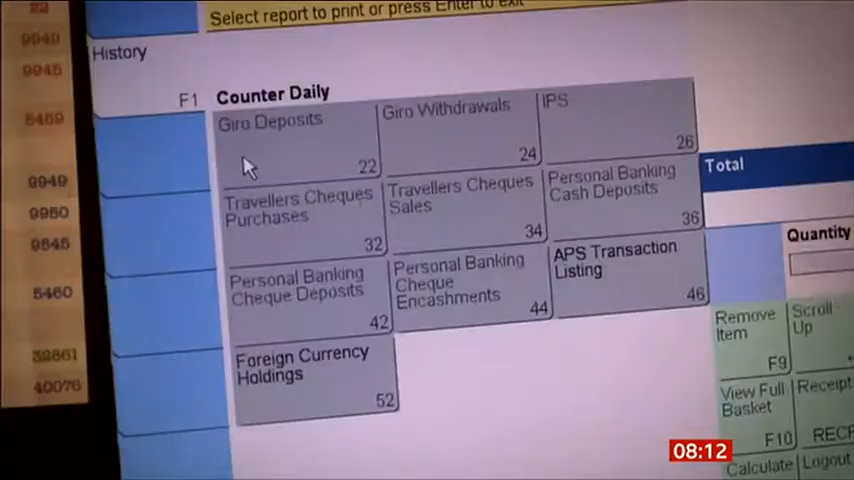 Select report to print or press Enter to exit
22
9940
9945
5459
9949
9950
9545
5460
32861
40076
History
F1
Counter Daily
Giro Deposits
22
Giro Withdrawals
24
IPS
26
Travellers Cheques
Purchases
32
Travellers Cheques
Sales
34
Personal Banking
Cash Deposits
36
Personal Banking
Cheque Deposits
42
Personal Banking
Cheque
Encashments
44
APS Transaction
Listing
46
Foreign Currency
Holdings
52
Total
Quantity
Remove
Item
F9
Scroll
Up
View Full
Basket
F10
Receipt
Calculate
Logout
08:12